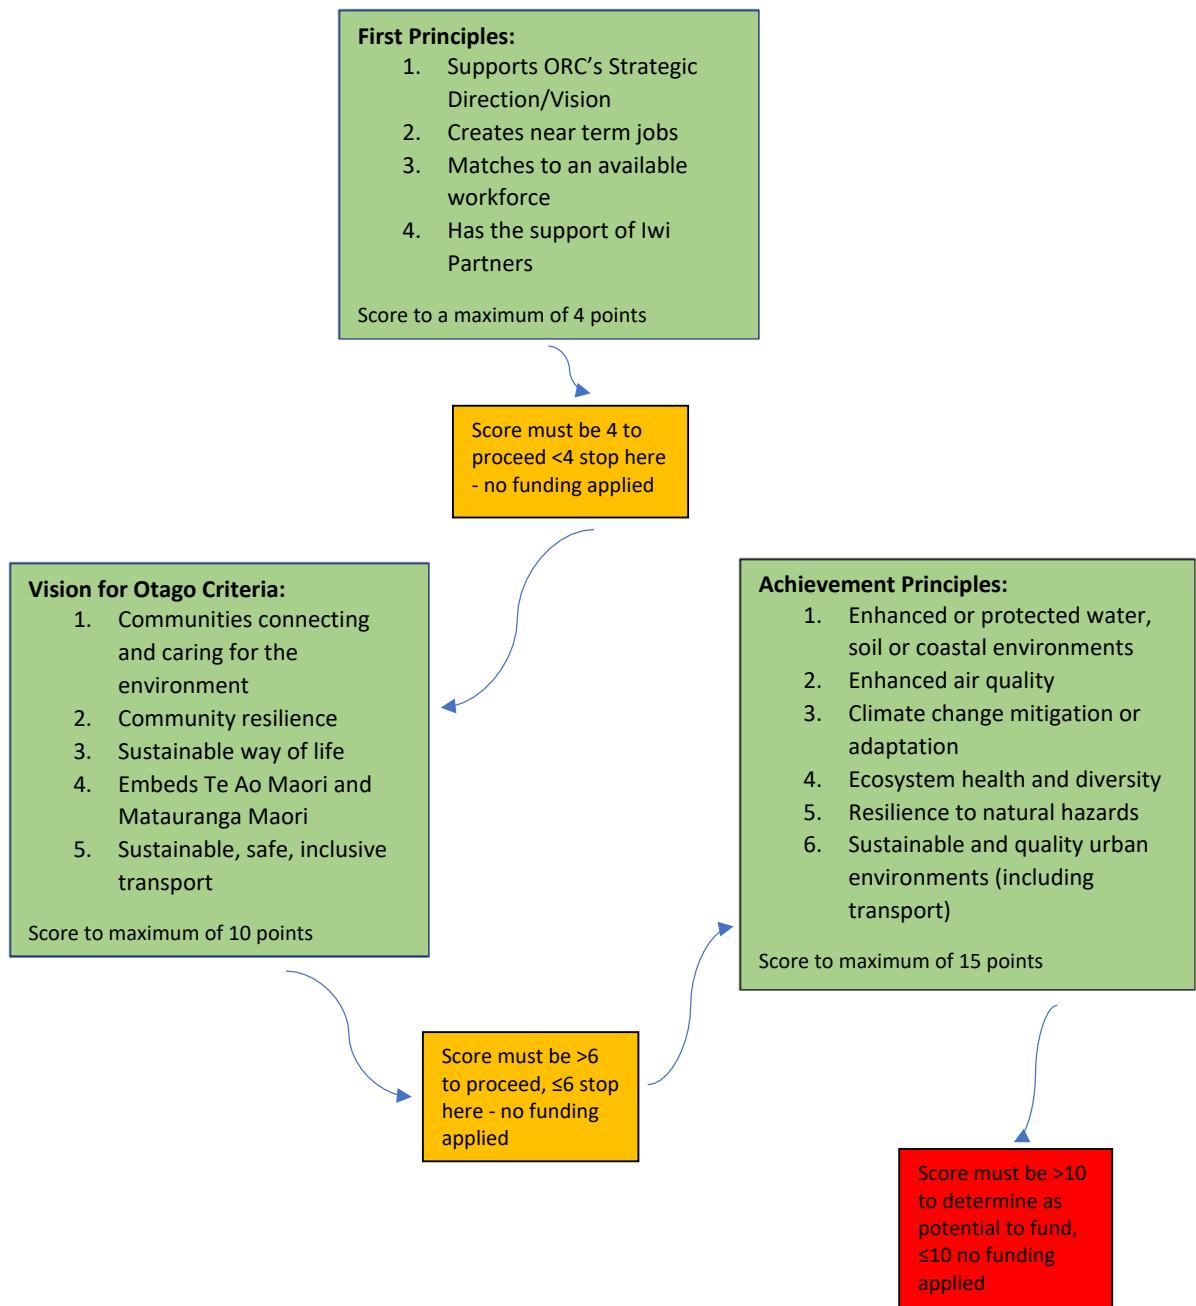 First Principles:
1. Supports ORC’s Strategic
Direction/Vision
2. Creates near term jobs
3. Matches to an available
workforce
4. Has the support of Iwi
Partners
Score to a maximum of 4 points
Score must be 4 to
proceed <4 stop here
- no funding applied
Vision for Otago Criteria:
1. Communities connecting
and caring for the
environment
2. Community resilience
3. Sustainable way of life
4. Embeds Te Ao Maori and
Matauranga Maori
5. Sustainable, safe, inclusive
transport
Score to maximum of 10 points
Score must be >6
to proceed, ≤6 stop
here - no funding
applied
Achievement Principles:
1. Enhanced or protected water,
soil or coastal environments
2. Enhanced air quality
3. Climate change mitigation or
adaptation
4. Ecosystem health and diversity
5. Resilience to natural hazards
6. Sustainable and quality urban
environments (including
transport)
Score to maximum of 15 points
Score must be >10
to determine as
potential to fund,
≤10 no funding
applied